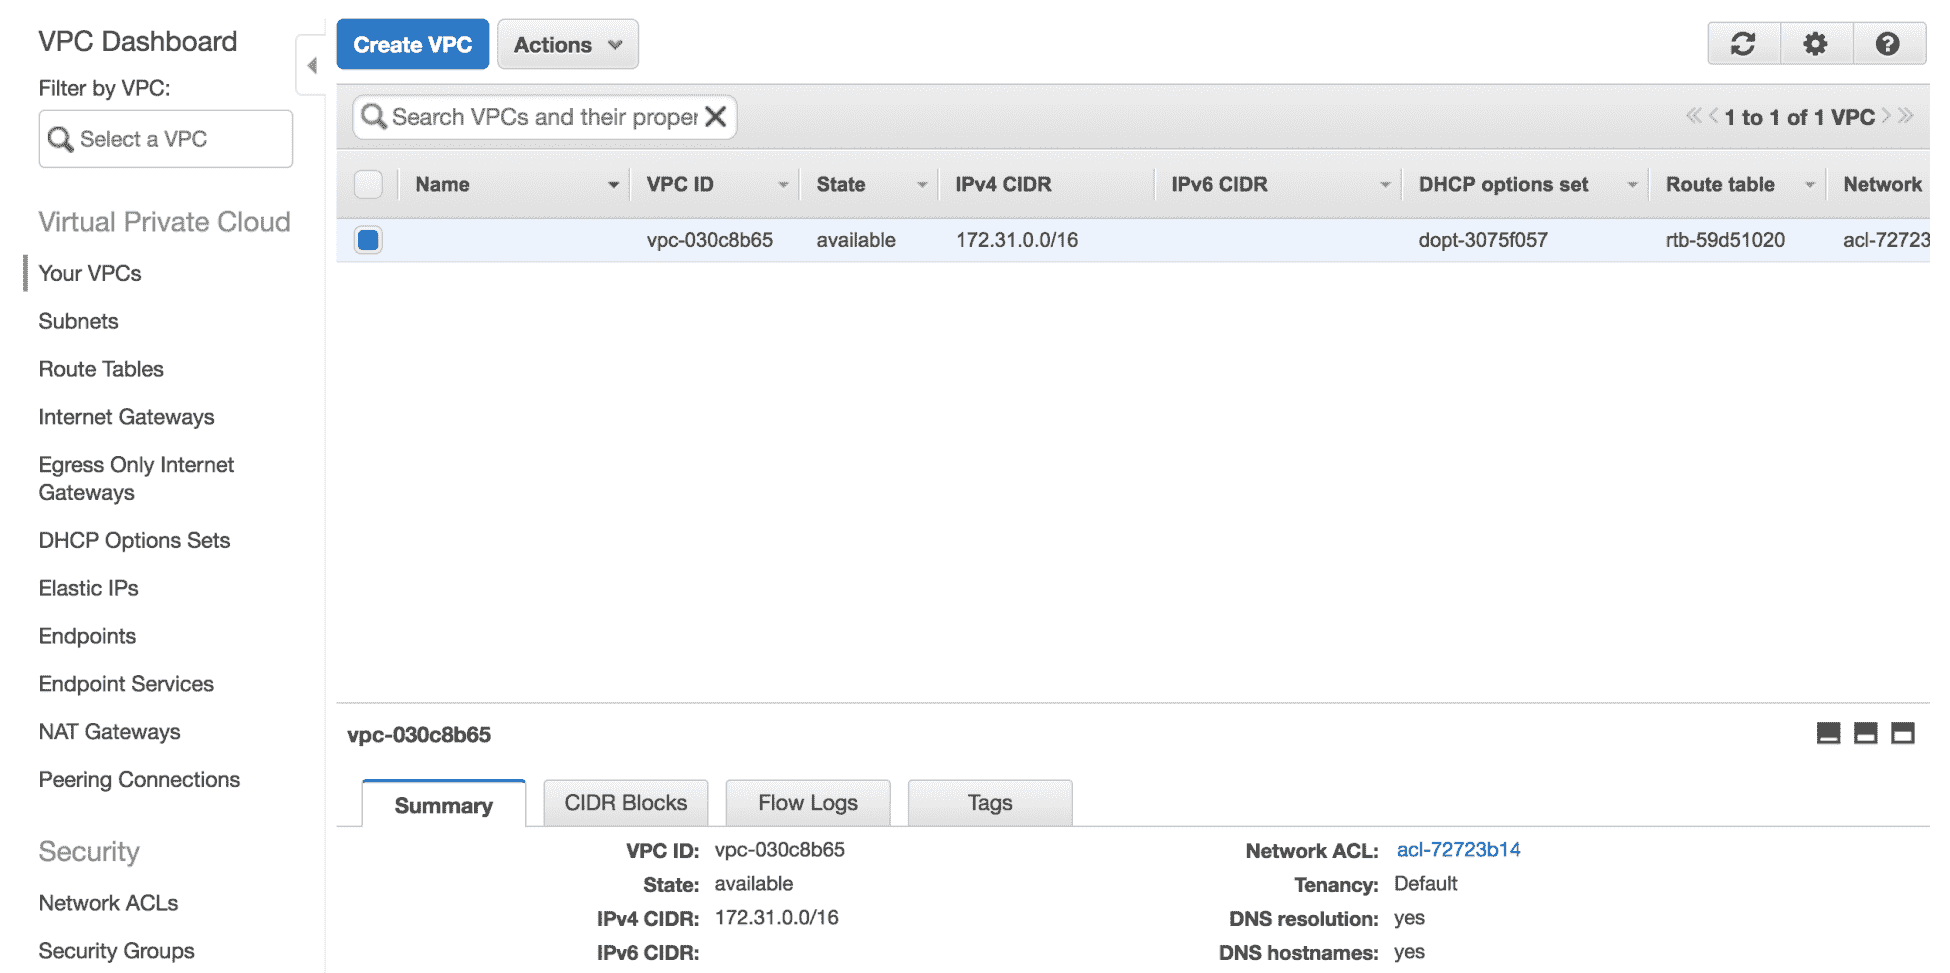 VPC Dashboard
Filter by VPC:
Select a VPC
Virtual Private Cloud
Your VPCs
Subnets
Route Tables
Internet Gateways
Egress Only Internet
Gateways
DHCP Options Sets
Elastic IPs
Endpoints
Endpoint Services
NAT Gateways
Peering Connections
Security
Network ACLs
Security Groups
Create VPC Actions
Search VPCs and their proper
1 to 1 of 1 VPC
Name VPC ID State IPv4 CIDR IPv6 CIDR DHCP options set Route table Network
vpc-030c8b65 available 172.31.0.0/16 dopt-3075f057 rtb-59d51020 acl-72723
vpc-030c8b65
Summary CIDR Blocks Flow Logs Tags
VPC ID: vpc-030c8b65 Network ACL: acl-72723b14
State: available Tenancy: Default
IPv4 CIDR: 172.31.0.0/16 DNS resolution: yes
IPv6 CIDR: DNS hostnames: yes